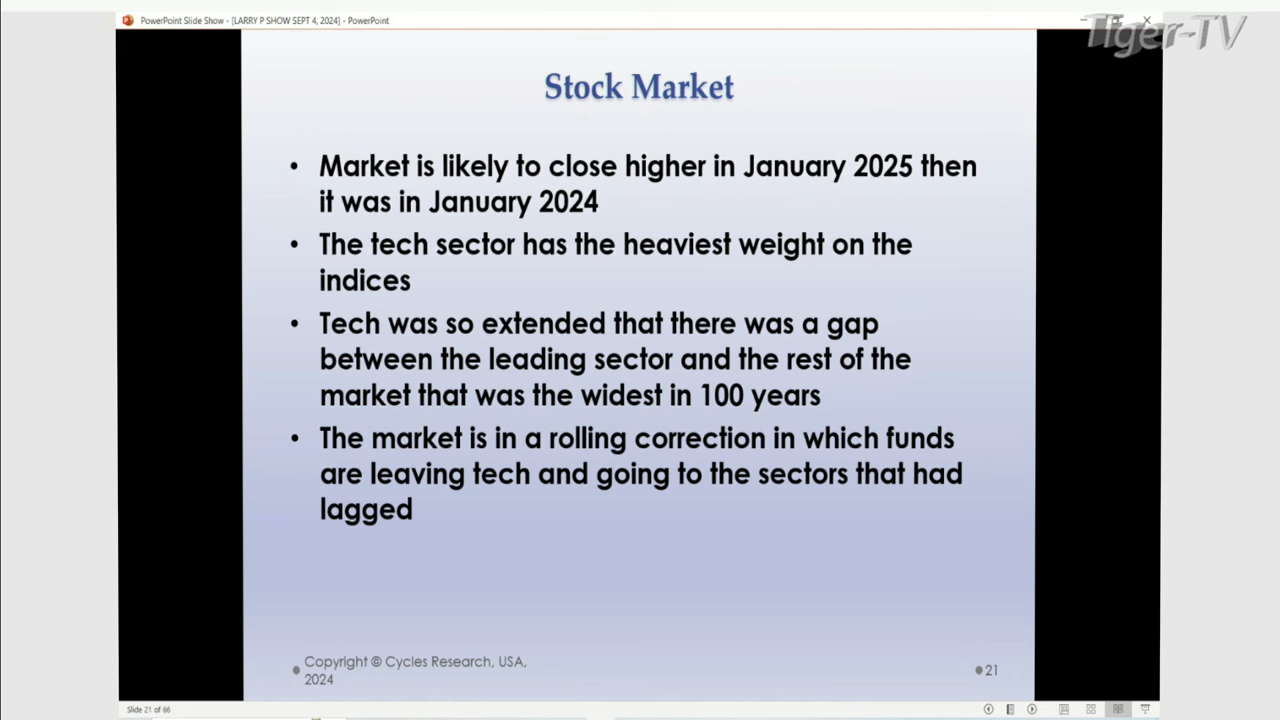 PowerPoint Slide Show - [LARRY P SHOW SEPT 4, 2024] - PowerPoint
Tiger-TV
Stock Market
• Market is likely to close higher in January 2025 then
it was in January 2024
• The tech sector has the heaviest weight on the
indices
• Tech was so extended that there was a gap
between the leading sector and the rest of the
market that was the widest in 100 years
• The market is in a rolling correction in which funds
are leaving tech and going to the sectors that had
lagged
• Copyright © Cycles Research, USA,
2024
• 21
Slide 21 of 66